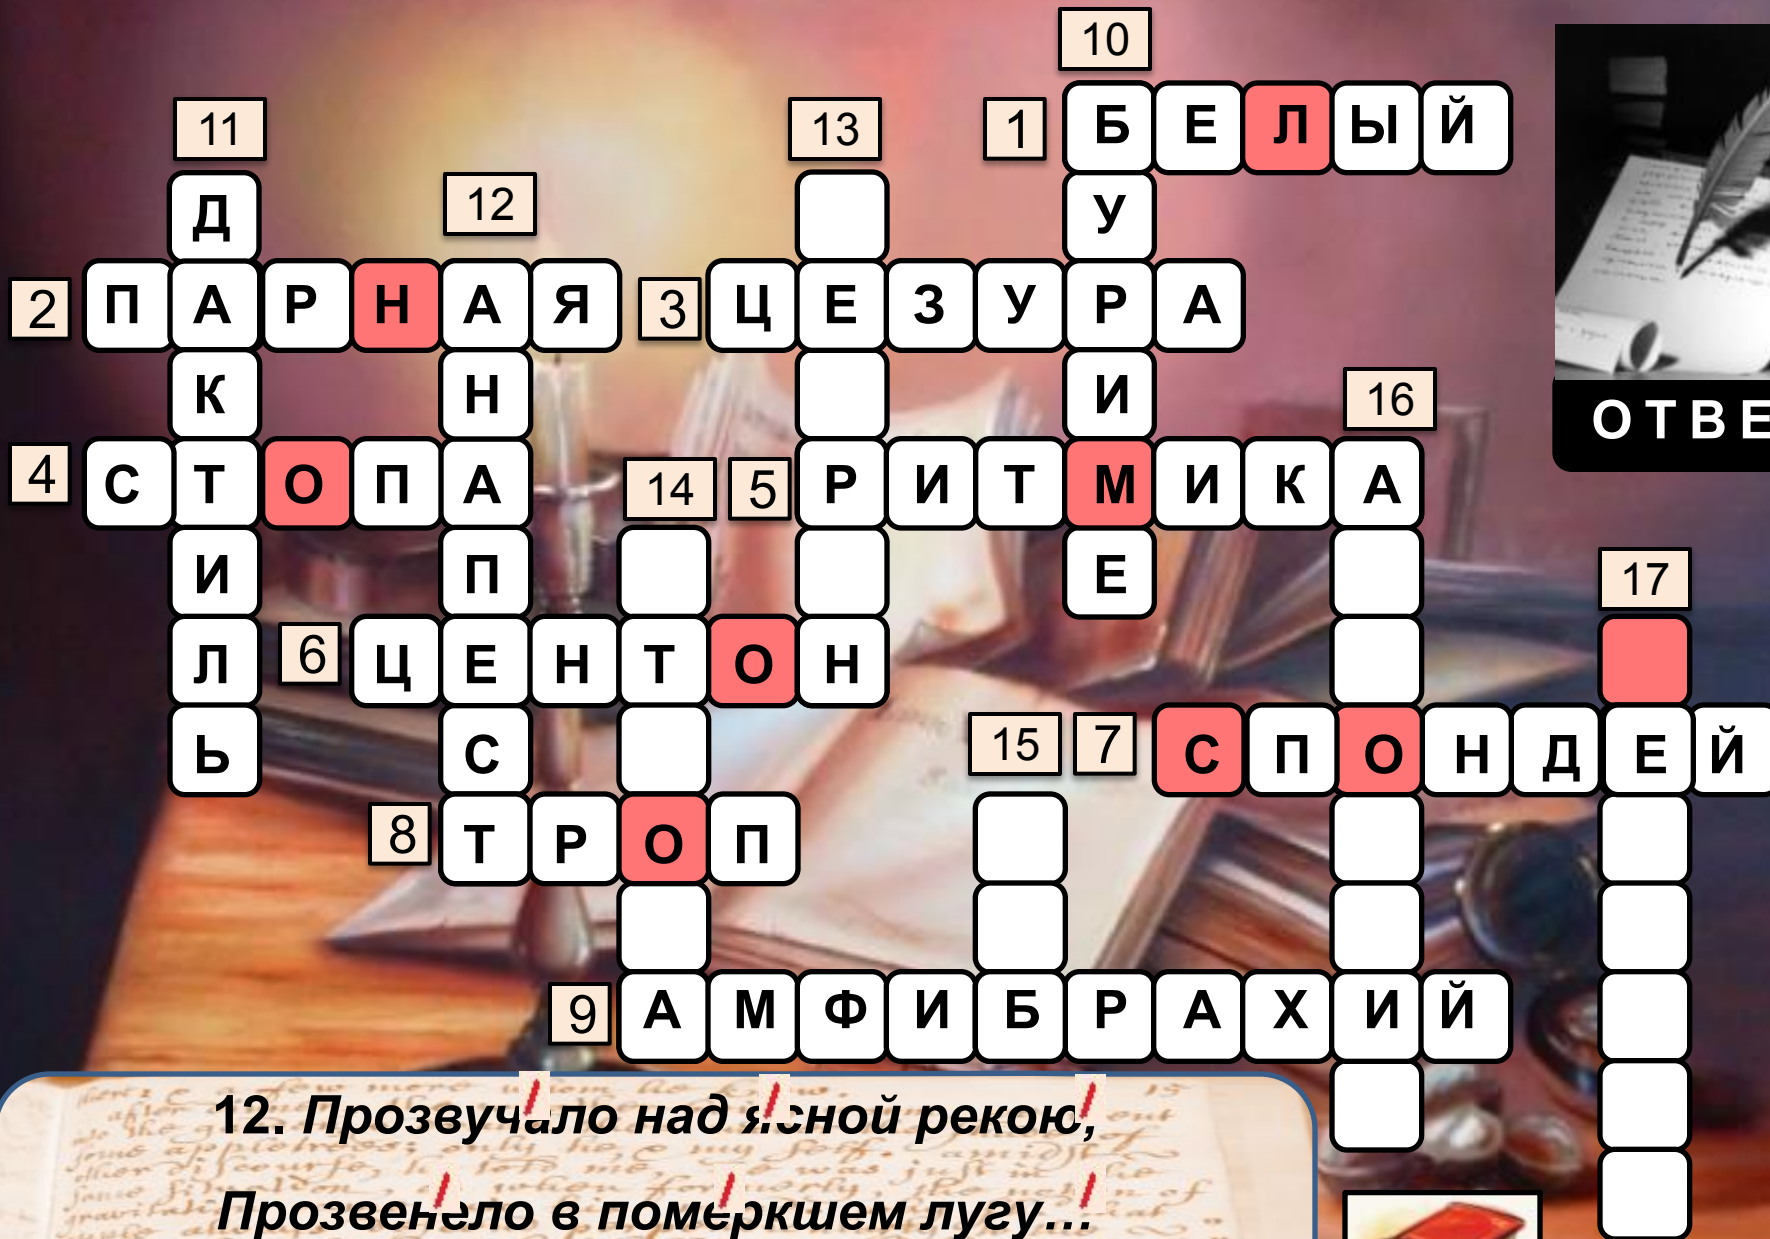 10
11
13
1 БЕЛЫЙ
12
Д
У
2 ПАРНАЯ
3 ЦЕЗУРА
К
Н
И
16
ОТВЕ
4 СТОПА
14
5 РИТМИКА
И
П
Е
17
Л
6 ЦЕНТОН
Ь
С
15
7 СПОНДЕЙ
8 ТРОП
9 АМФИБРАХИЙ
12. Прозвучало над ясной рекою,
Прозвенело в померкшем лугу...